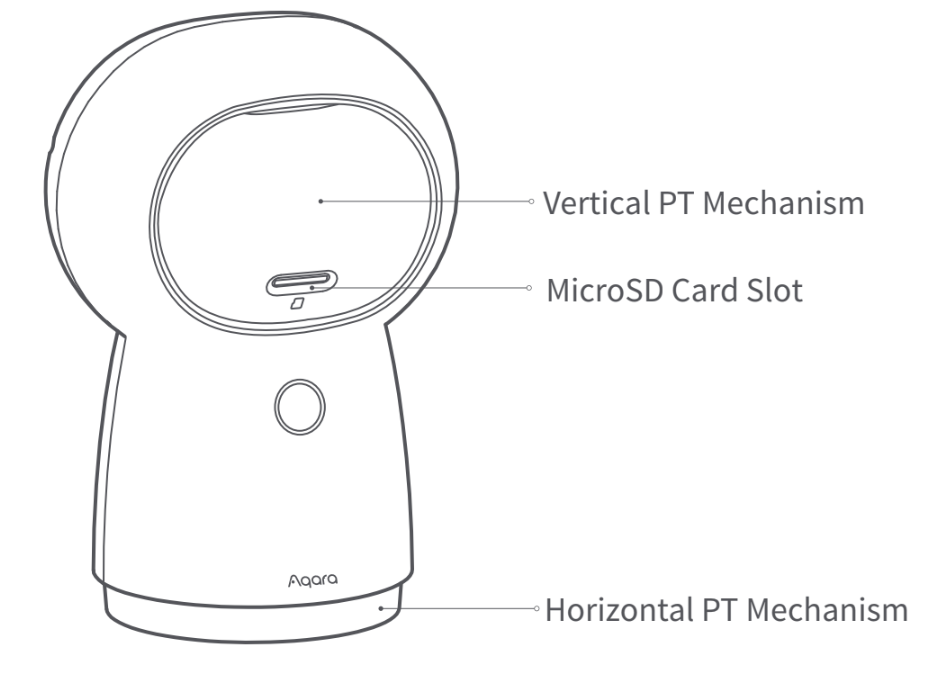 Vertical PT Mechanism
MicroSD Card Slot
Aqara
Horizontal PT Mechanism